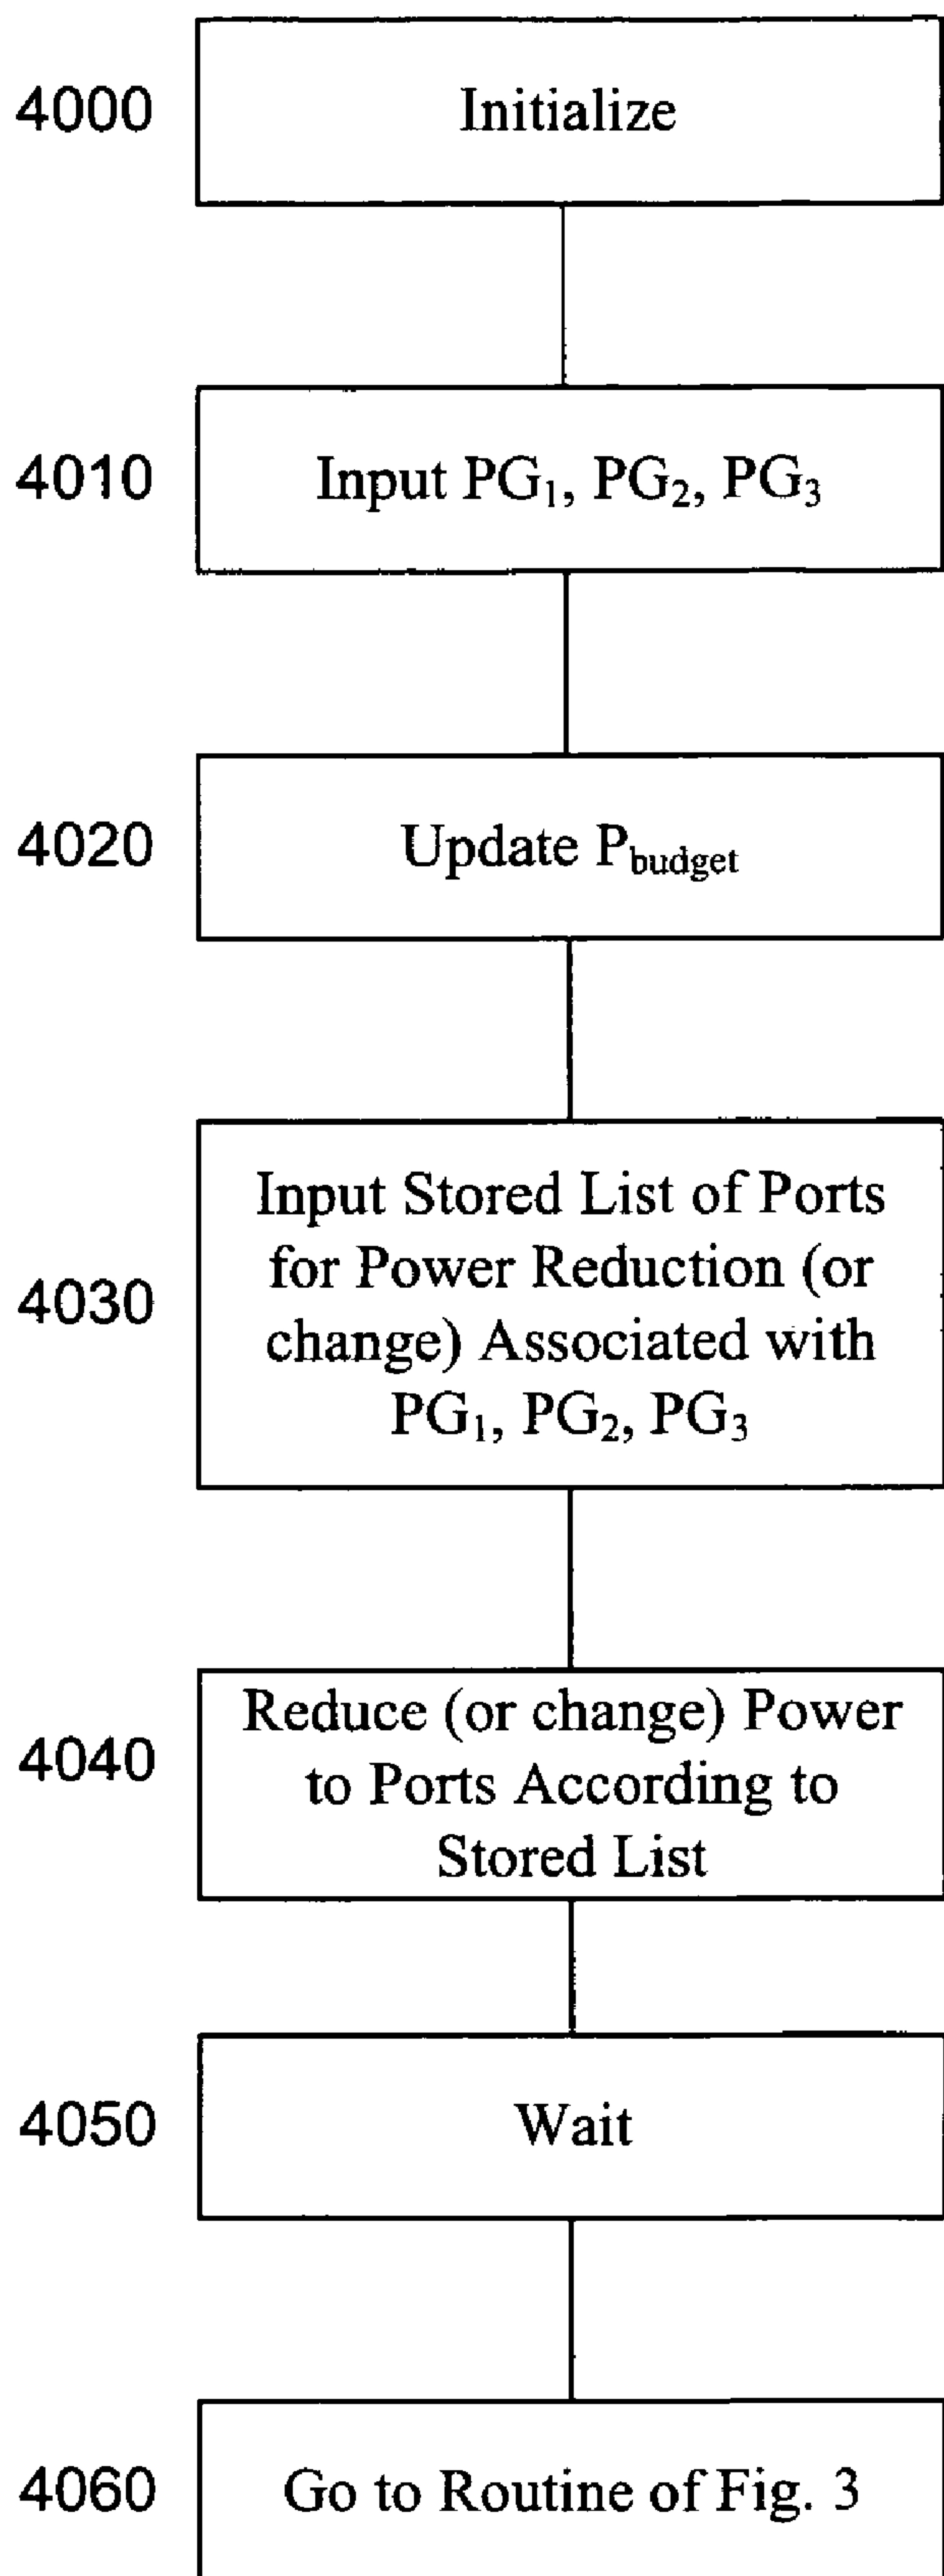 4000
Initialize
4010
Input PG₁, PG₂, PG₃
4020
Update P_budget
4030
Input Stored List of Ports
for Power Reduction (or
change) Associated with
PG₁, PG₂, PG₃
4040
Reduce (or change) Power
to Ports According to
Stored List
4050
Wait
4060
Go to Routine of Fig. 3